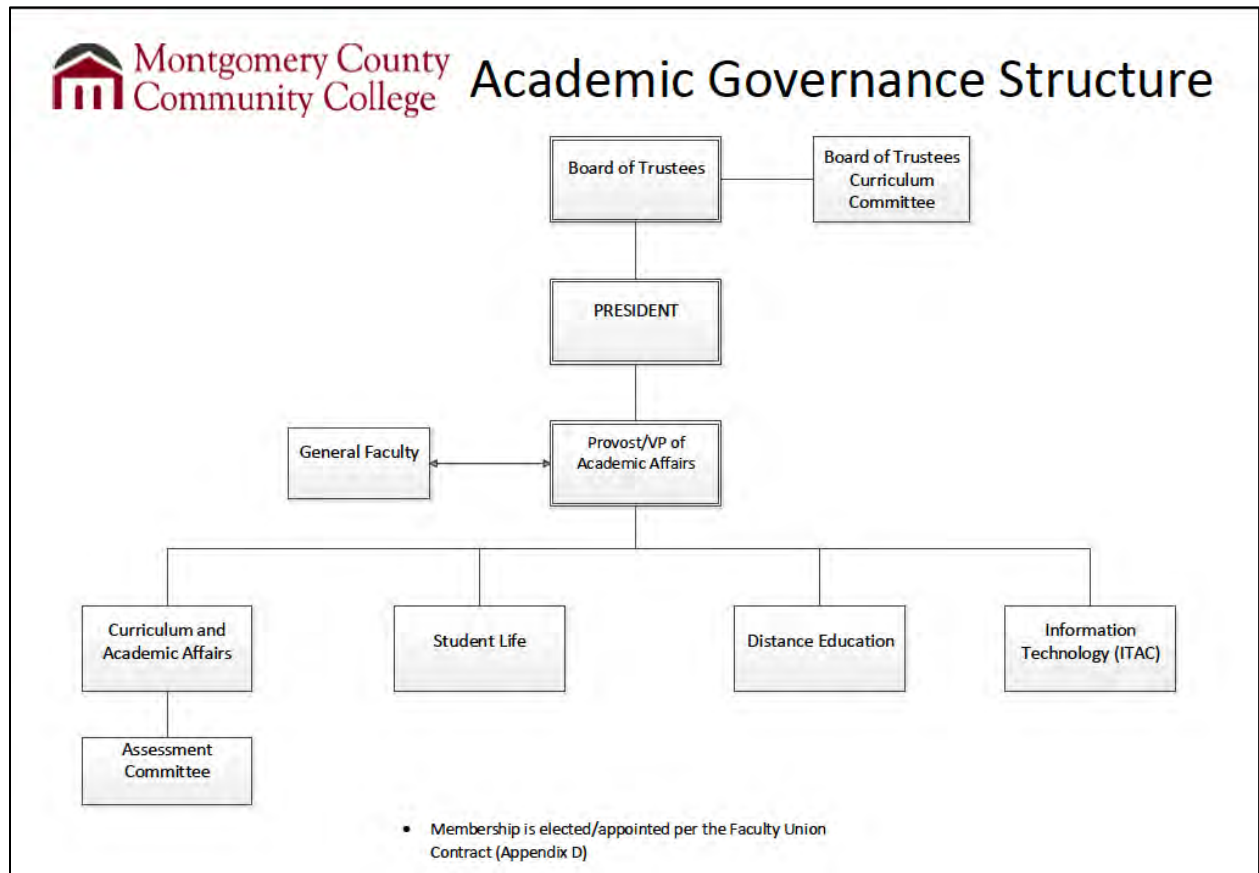 Montgomery County
Community College
Academic Governance Structure
Board of Trustees
Board of Trustees
Curriculum
Committee
PRESIDENT
General Faculty
Provost/VP of
Academic Affairs
Curriculum and
Academic Affairs
Student Life
Distance Education
Information
Technology (ITAC)
Assessment
Committee
• Membership is elected/appointed per the Faculty Union
Contract (Appendix D)